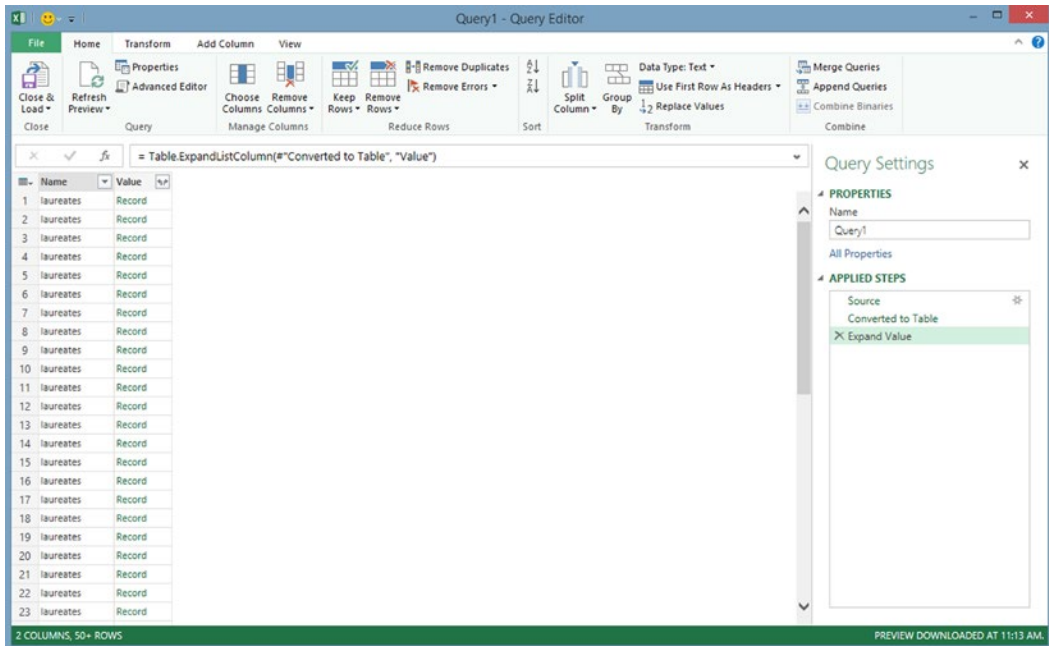 Query1 - Query Editor
File Home Transform Add Column View
Close & Load
Refresh Preview
Properties
Advanced Editor
Choose Columns
Remove Columns
Keep Rows
Remove Rows
Remove Duplicates
Remove Errors
Split Column
Group By
Data Type: Text
Use First Row As Headers
Replace Values
Merge Queries
Append Queries
Combine Binaries
Close Query Manage Columns Reduce Rows Sort Transform Combine
fx = Table.ExpandListColumn(#"Converted to Table", "Value")
Name Value
1 laureates Record
2 laureates Record
3 laureates Record
4 laureates Record
5 laureates Record
6 laureates Record
7 laureates Record
8 laureates Record
9 laureates Record
10 laureates Record
11 laureates Record
12 laureates Record
13 laureates Record
14 laureates Record
15 laureates Record
16 laureates Record
17 laureates Record
18 laureates Record
19 laureates Record
20 laureates Record
21 laureates Record
22 laureates Record
23 laureates Record
Query Settings
PROPERTIES
Name
Query1
All Properties
APPLIED STEPS
Source
Converted to Table
Expand Value
2 COLUMNS, 50+ ROWS
PREVIEW DOWNLOADED AT 11:13 AM.